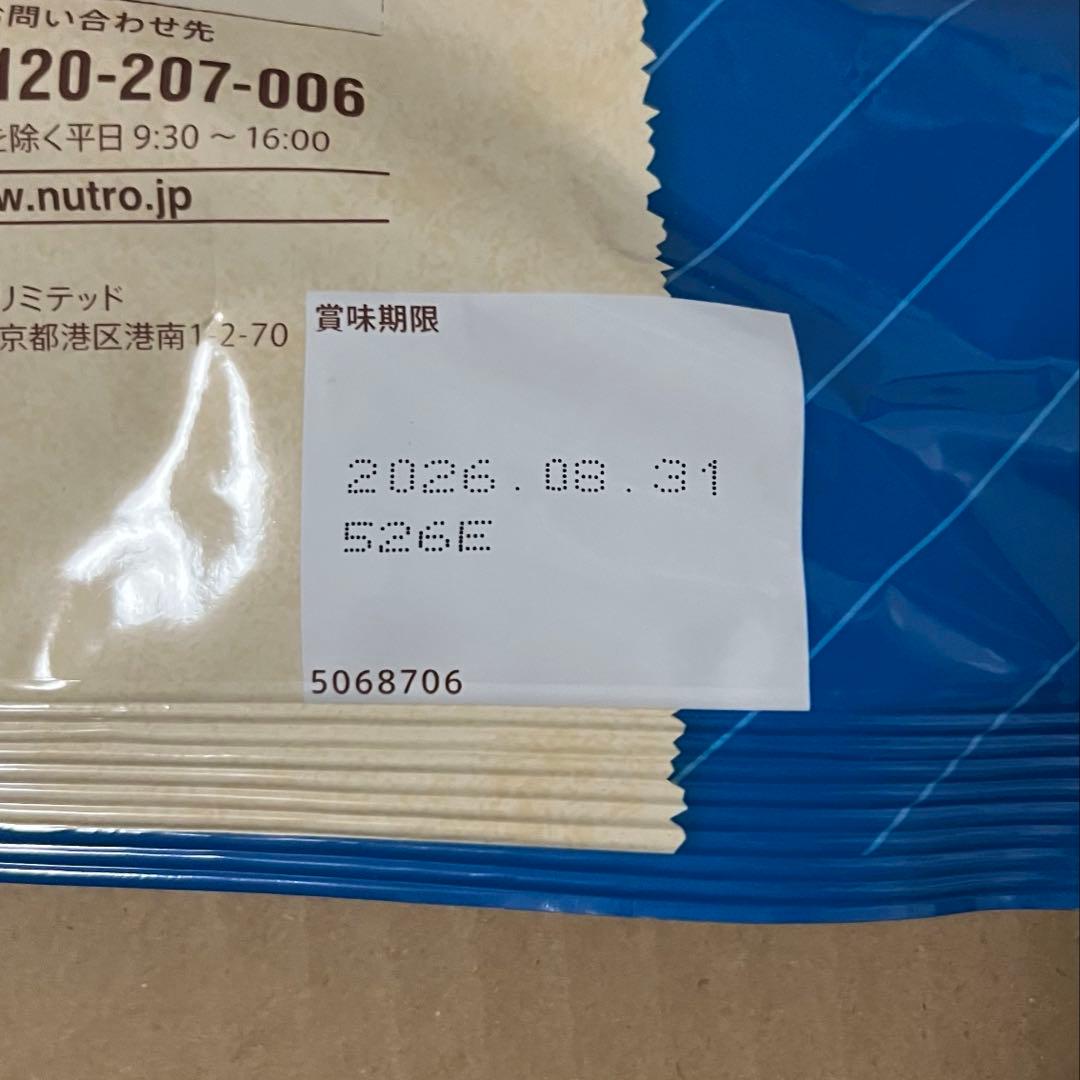 お問い合わせ先
120-207-006
を除く平日 9:30 ～ 16:00
w.nutro.jp
リミテッド
京都港区港南1-2-70
賞味期限
2026.08.31
526E
5068706